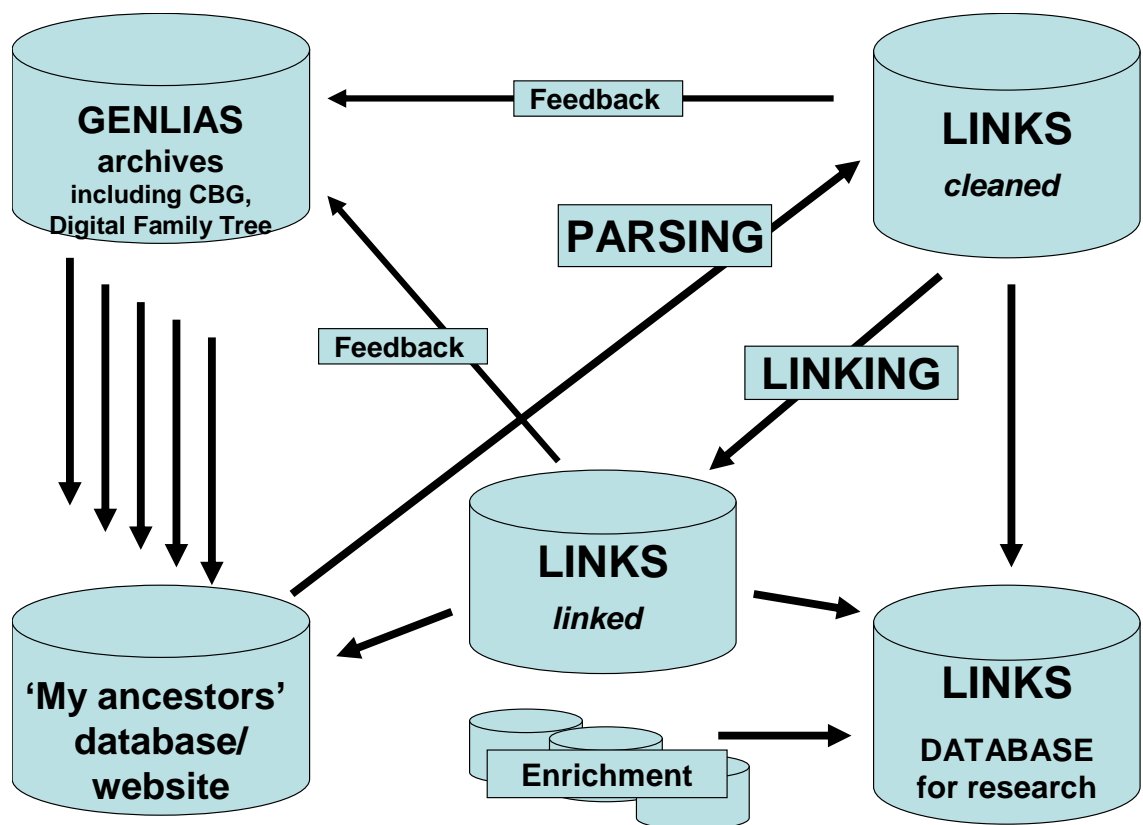 GENLIAS
archives
including CBG,
Digital Family Tree
Feedback
LINKS
cleaned
PARSING
Feedback
LINKING
LINKS
linked
'My ancestors'
database/
website
Enrichment
LINKS
DATABASE
for research